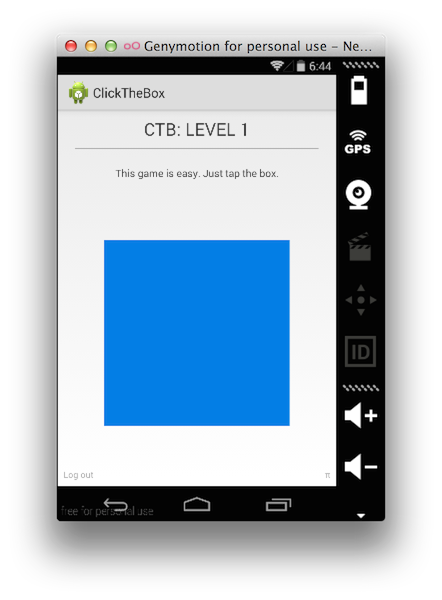 Genymotion for personal use – Ne...
6:44
ClickTheBox
CTB: LEVEL 1
This game is easy. Just tap the box.
GPS
ID
Log out
π
free for personal use